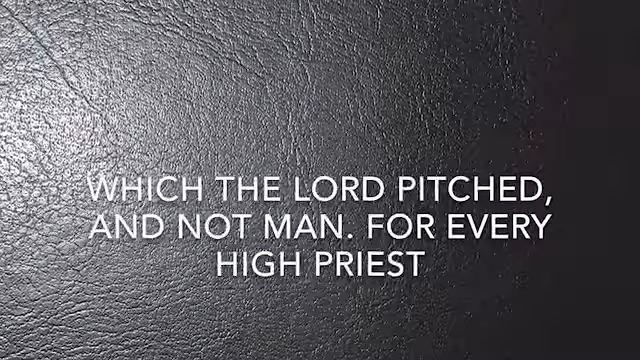 WHICH THE LORD PITCHED,
AND NOT MAN. FOR EVERY
HIGH PRIEST